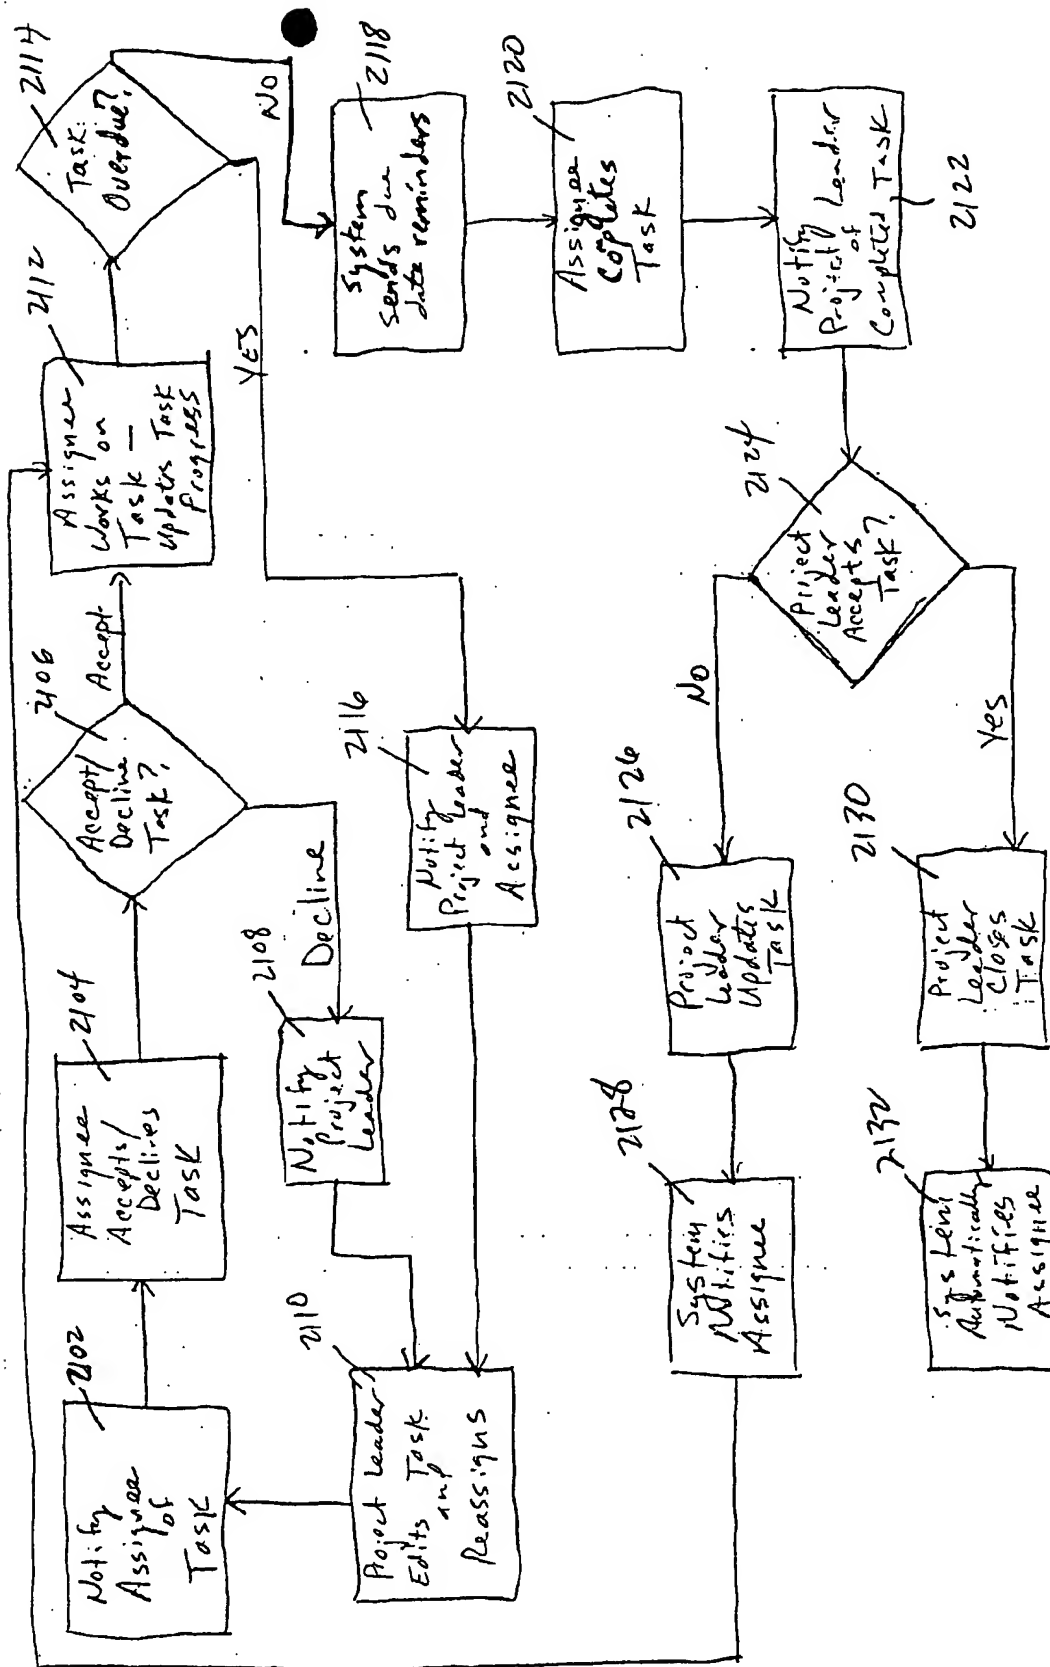 2102
Notify
Assignee
of
Task
2104
Assignee
Accepts/
Declines
Task
2106
Accept/
Decline
Task?
Accept
2112
Assignee
Works on
Task –
Updates Task
Progress
2114
Task
Overdue?
NO
YES
Decline
2108
Notify
Project
Leader
2110
Project Leader
Edits Task
and
Reassigns
2116
Notify
Project Leader
and
Assignee
2118
System
sends due
date reminders
2120
Assignee
Completes
Task
2122
Notify
Project Leader
of
Completed Task
2124
Project
Leader
Accepts
Task?
No
2126
Project
Leader
Updates
Task
2128
System
Notifies
Assignee
Yes
2130
Project
Leader
Closes
Task
2132
System
Automatically
Notifies
Assignee